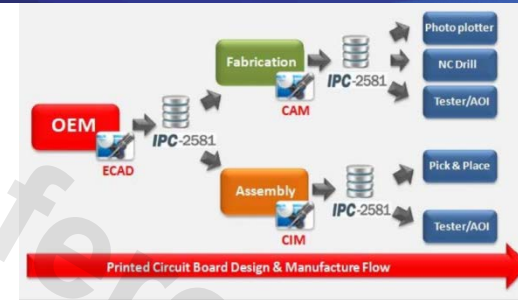 OEM
ECAD
IPC-2581
Fabrication
CAM
IPC-2581
Photo plotter
NC Drill
Tester/AOI
Assembly
CIM
IPC-2581
Pick & Place
Tester/AOI
Printed Circuit Board Design & Manufacture Flow